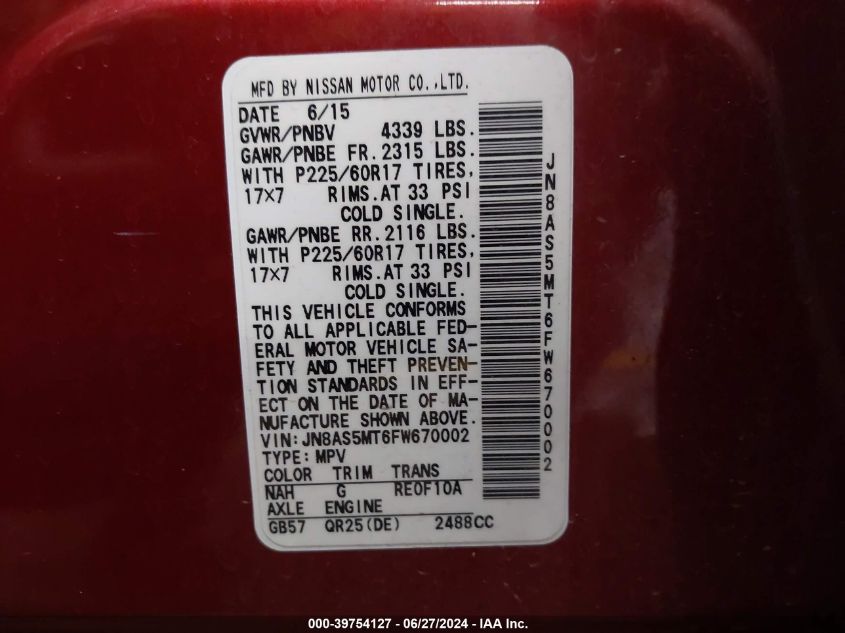 MFD BY NISSAN MOTOR CO.,LTD.
DATE 6/15
GVWR/PNBV 4339 LBS.
GAWR/PNBE FR. 2315 LBS.
WITH P225/60R17 TIRES,
17×7 RIMS.AT 33 PSI
COLD SINGLE.
GAWR/PNBE RR. 2116 LBS.
WITH P225/60R17 TIRES,
17×7 RIMS.AT 33 PSI
COLD SINGLE.
THIS VEHICLE CONFORMS
TO ALL APPLICABLE FED-
ERAL MOTOR VEHICLE SA-
FETY AND THEFT PREVEN-
TION STANDARDS IN EFF-
ECT ON THE DATE OF MA-
NUFACTURE SHOWN ABOVE.
VIN:JN8AS5MT6FW670002
TYPE:MPV
COLOR TRIM TRANS
NAH G RE0F10A
AXLE ENGINE
GB57 QR25(DE) 2488CC
JN8AS5MT6FW670002
000-39754127 - 06/27/2024 - IAA Inc.